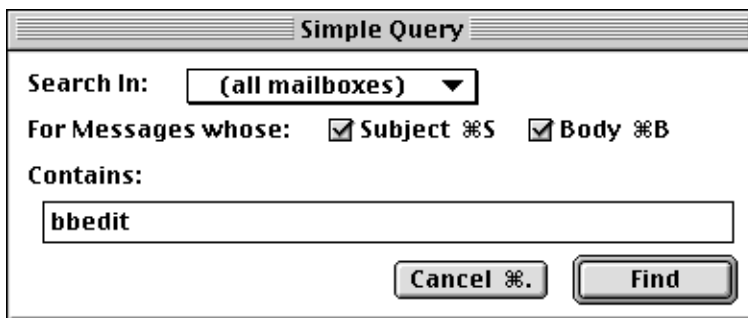 Simple Query
Search In: (all mailboxes)
For Messages whose: Subject ⌘S Body ⌘B
Contains:
bbedit
Cancel ⌘. Find